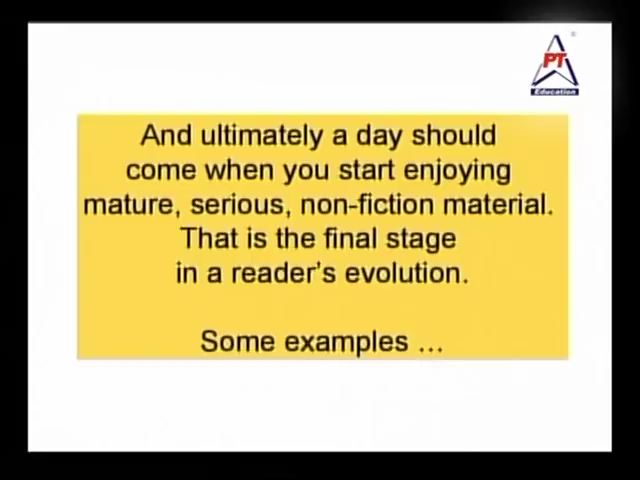 PT
Education
And ultimately a day should
come when you start enjoying
mature, serious, non-fiction material.
That is the final stage
in a reader's evolution.
Some examples ...